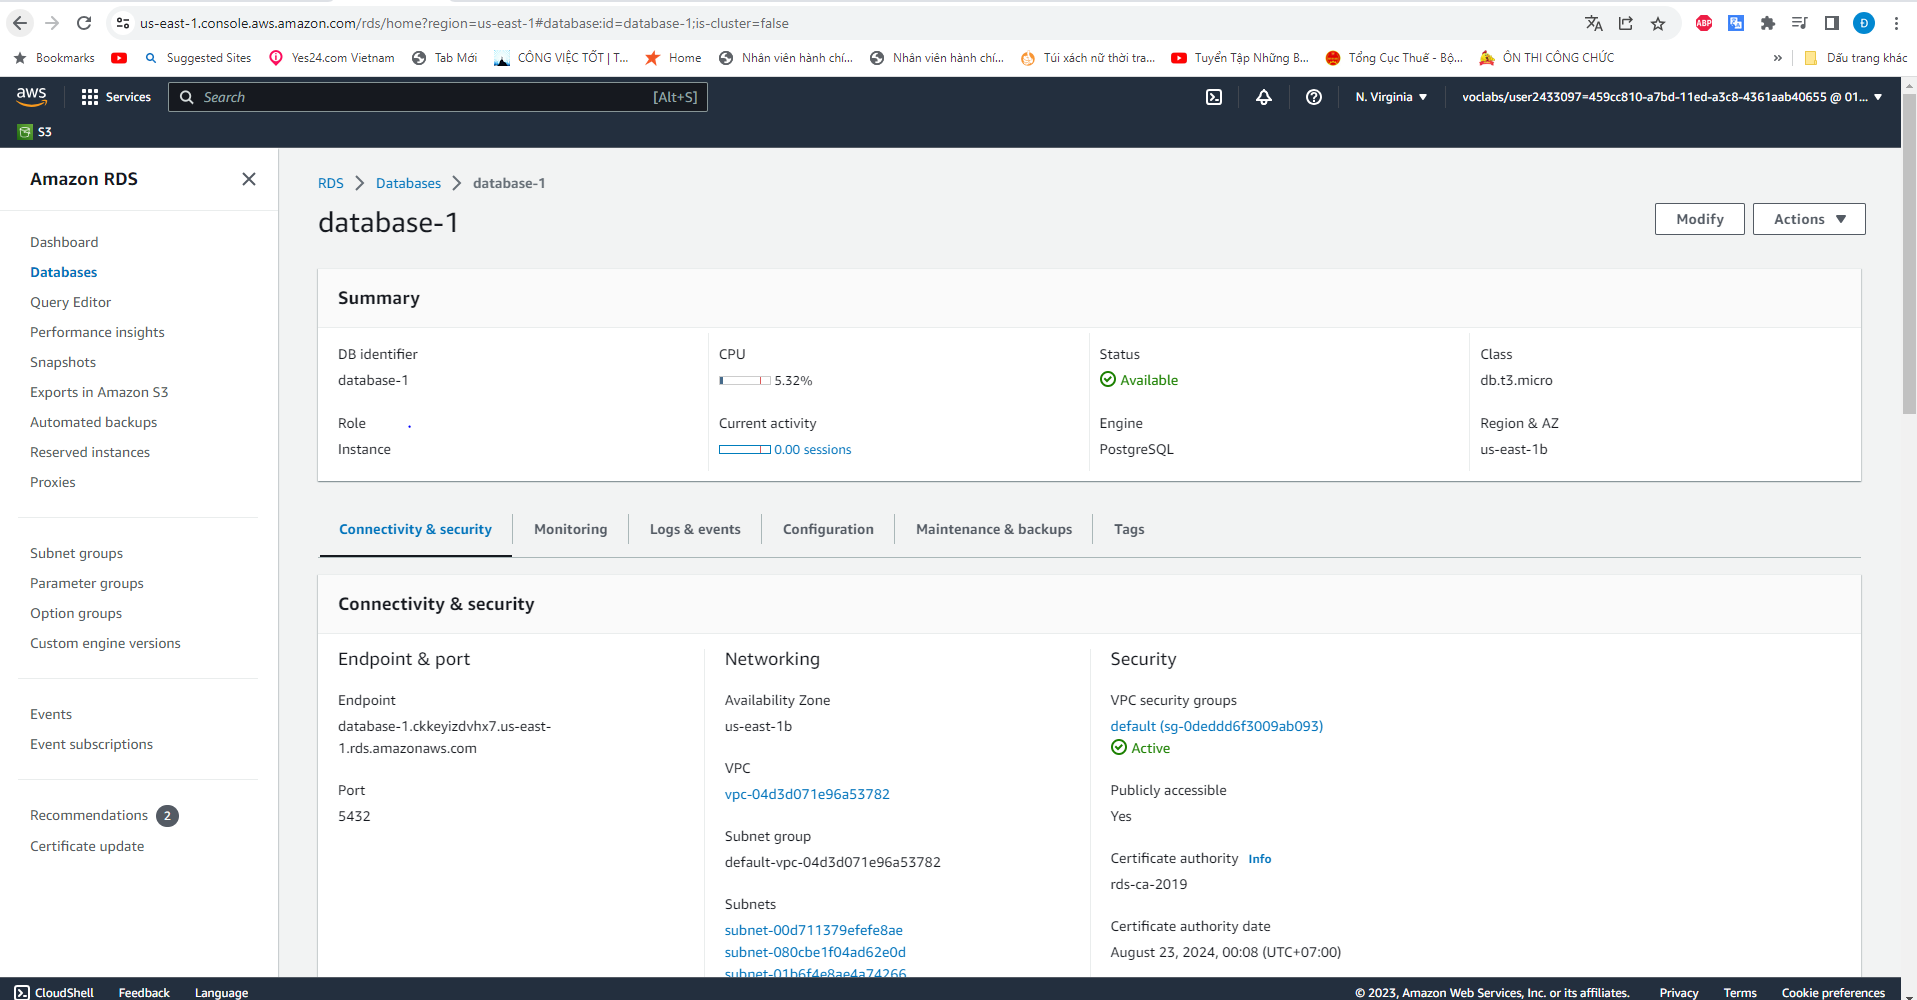 us-east-1.console.aws.amazon.com/rds/home?region=us-east-1#database:id=database-1;is-cluster=false
ABP
Đ
Bookmarks
Suggested Sites
Yes24.com Vietnam
Tab Mới
CÔNG VIỆC TỐT | T...
Home
Nhân viên hành chí...
Nhân viên hành chí...
Túi xách nữ thời tra...
Tuyển Tập Những B...
Tổng Cục Thuế - Bộ...
ÔN THI CÔNG CHỨC
»
Dấu trang khác
aws
Services
Search
[Alt+S]
N. Virginia
voclabs/user2433097=459cc810-a7bd-11ed-a3c8-4361aab40655 @ 01...
S3
Amazon RDS
Dashboard
Databases
Query Editor
Performance insights
Snapshots
Exports in Amazon S3
Automated backups
Reserved instances
Proxies
Subnet groups
Parameter groups
Option groups
Custom engine versions
Events
Event subscriptions
Recommendations 2
Certificate update
RDS > Databases > database-1
database-1
Modify
Actions
Summary
DB identifier
database-1
CPU
5.32%
Status
Available
Class
db.t3.micro
Role
Instance
Current activity
0.00 sessions
Engine
PostgreSQL
Region & AZ
us-east-1b
Connectivity & security
Monitoring
Logs & events
Configuration
Maintenance & backups
Tags
Connectivity & security
Endpoint & port
Endpoint
database-1.ckkeyizdvhx7.us-east-
1.rds.amazonaws.com
Port
5432
Networking
Availability Zone
us-east-1b
VPC
vpc-04d3d071e96a53782
Subnet group
default-vpc-04d3d071e96a53782
Subnets
subnet-00d711379efefe8ae
subnet-080cbe1f04ad62e0d
subnet-01b6f4e8ae4a74266
Security
VPC security groups
default (sg-0deddd6f3009ab093)
Active
Publicly accessible
Yes
Certificate authority Info
rds-ca-2019
Certificate authority date
August 23, 2024, 00:08 (UTC+07:00)
CloudShell
Feedback
Language
© 2023, Amazon Web Services, Inc. or its affiliates.
Privacy
Terms
Cookie preferences